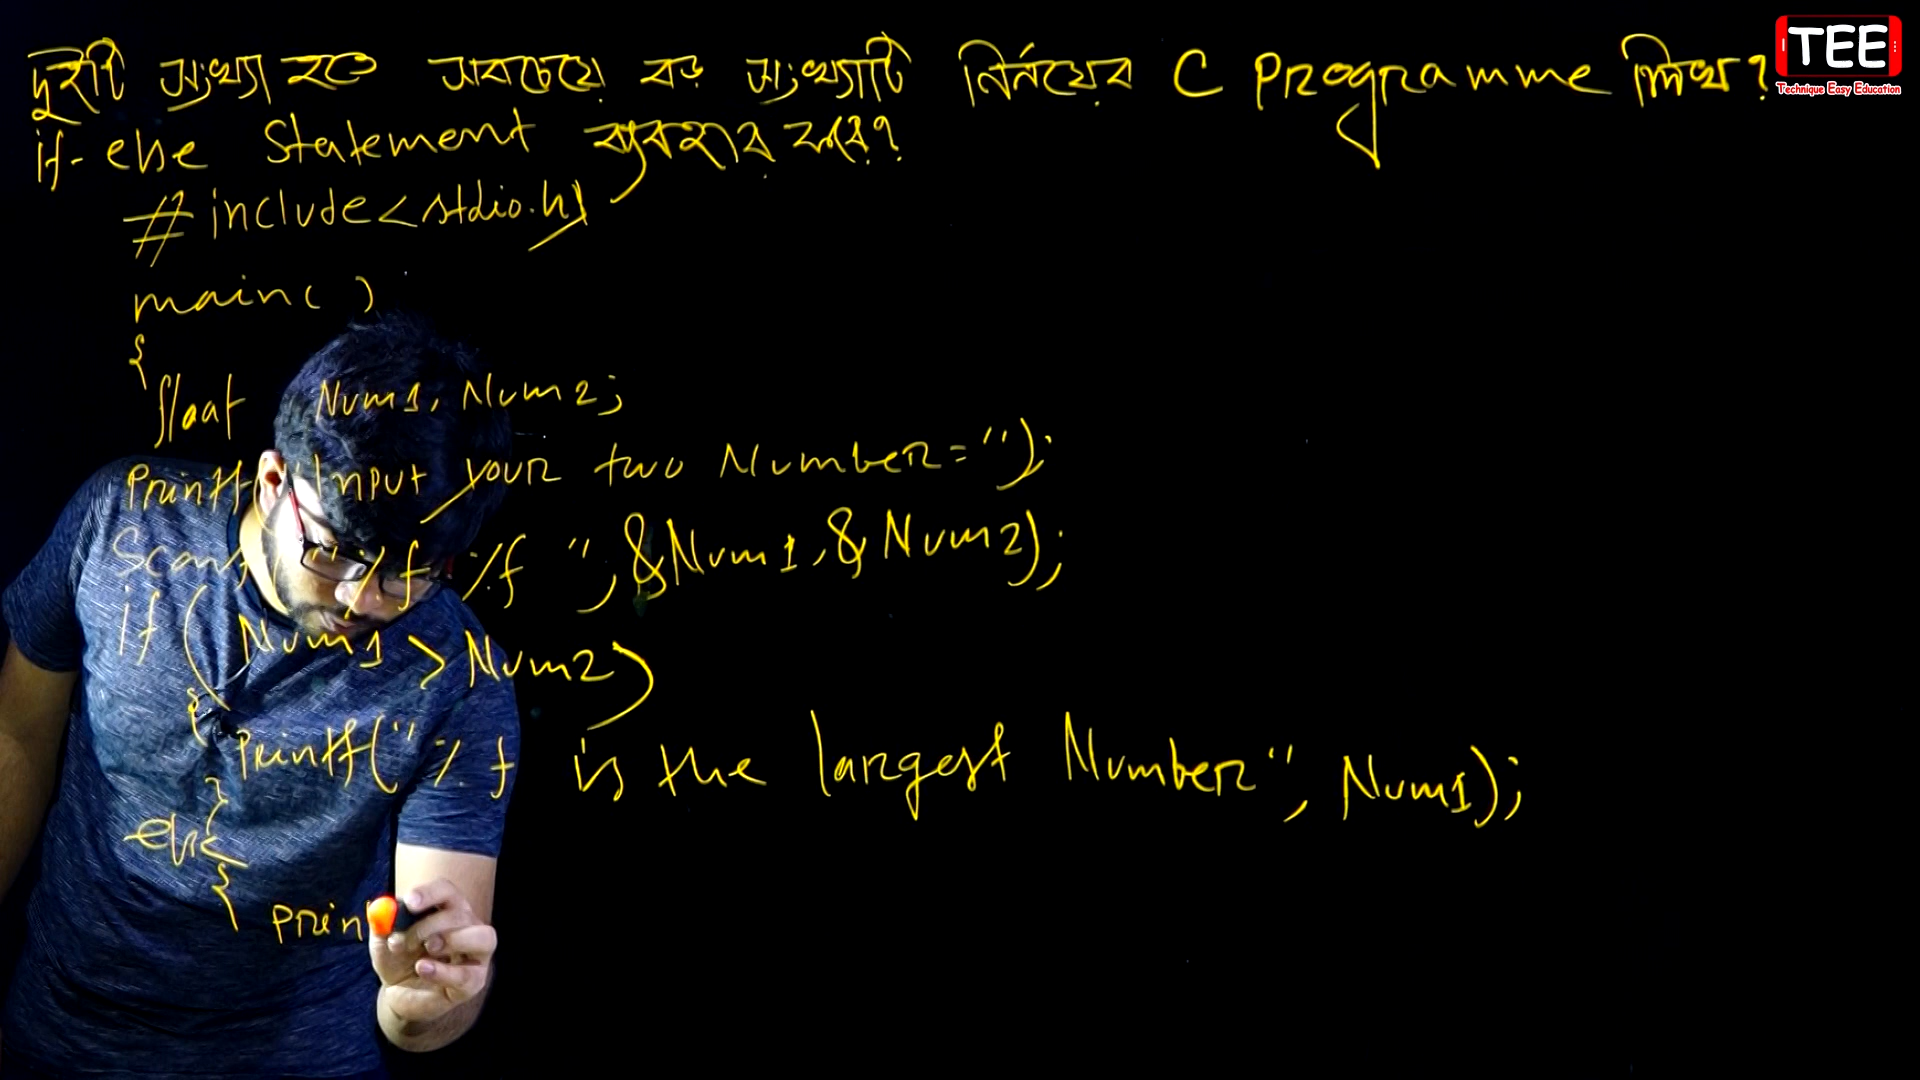 দুইটি সংখ্যা হতে সবচেয়ে বড় সংখ্যাটি নির্নয়ের C Programme লিখ?
if-else Statement ব্যবহার করে?
#include<stdio.h>
main()
{
float Num1, Num2;
Printf("Input your two Number=");
Scanf("%f %f", &Num1, &Num2);
if (Num1 > Num2)
{
Printf("%f is the largest Number", Num1);
}
else
{
Prin
TEE
Technique Easy Education